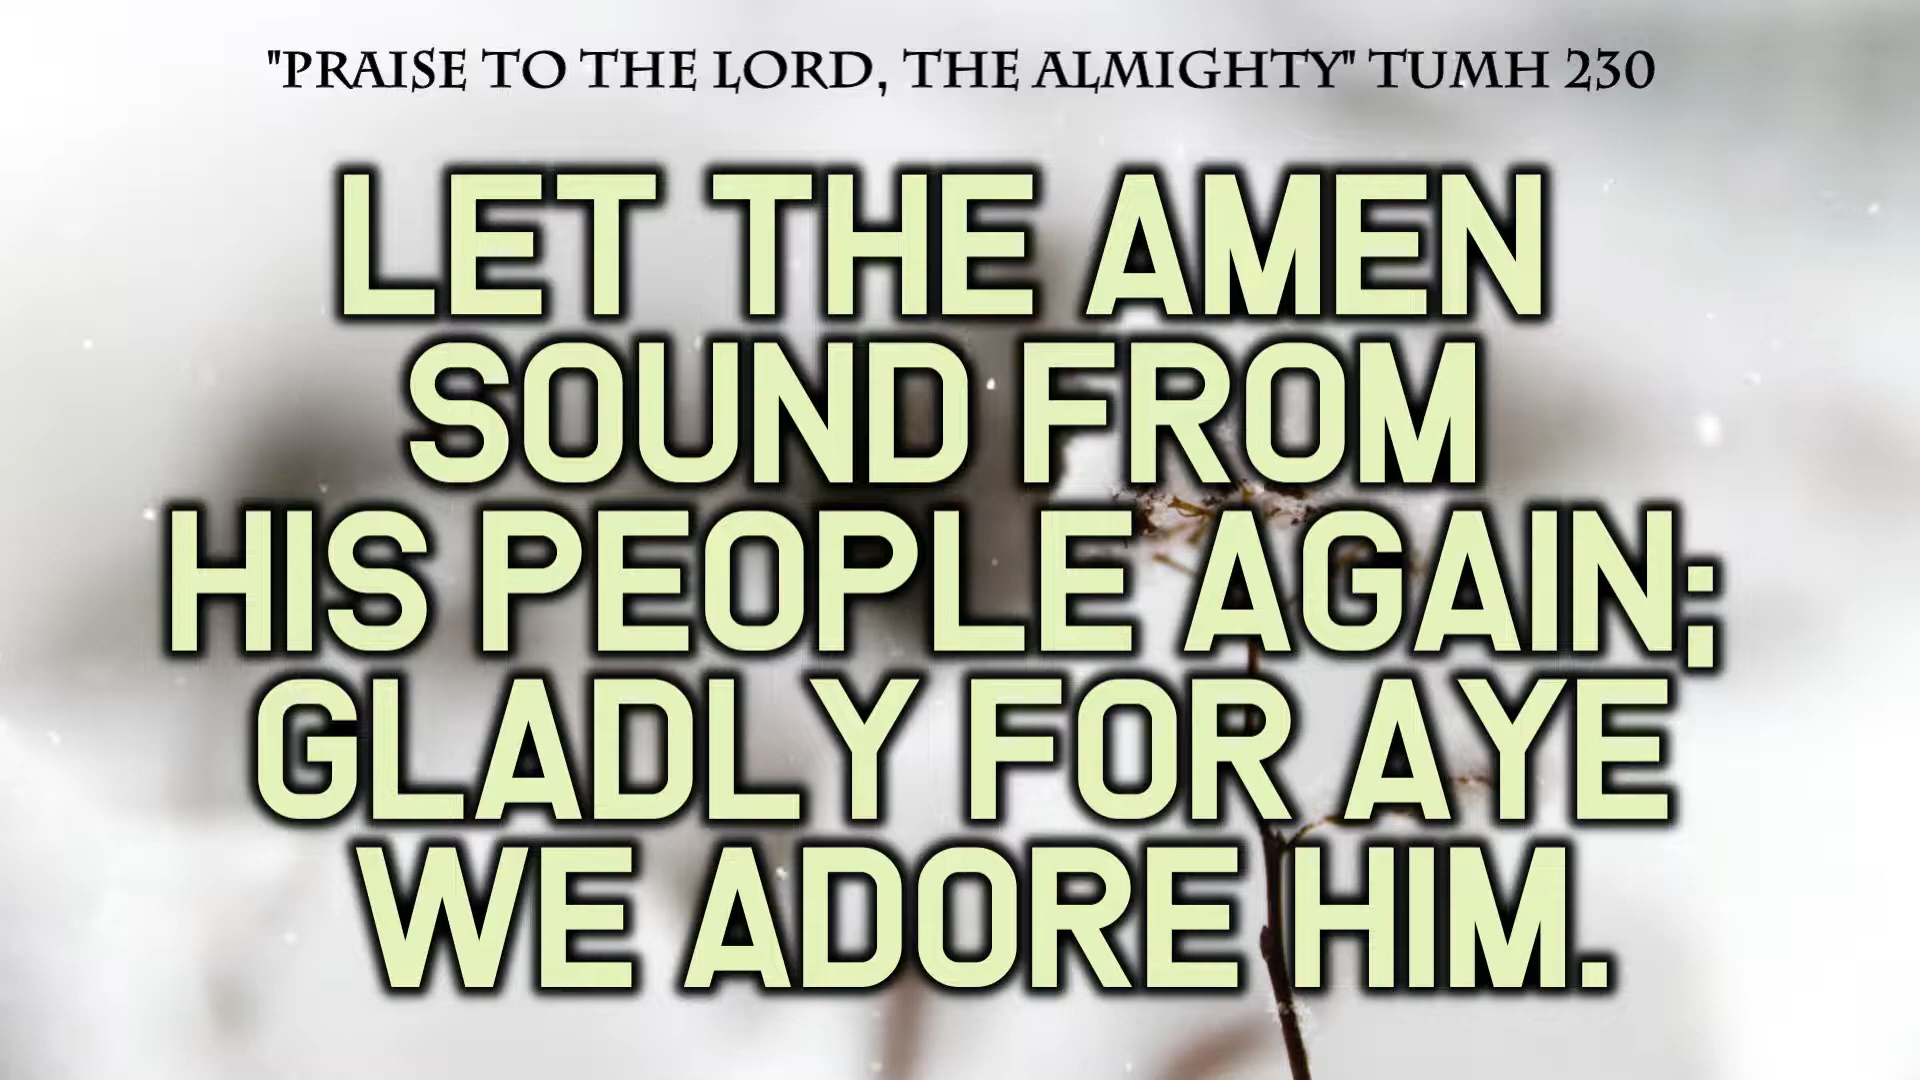 "PRAISE TO THE LORD, THE ALMIGHTY" TUMH 230
LET THE AMEN
SOUND FROM
HIS PEOPLE AGAIN;
GLADLY FOR AYE
WE ADORE HIM.